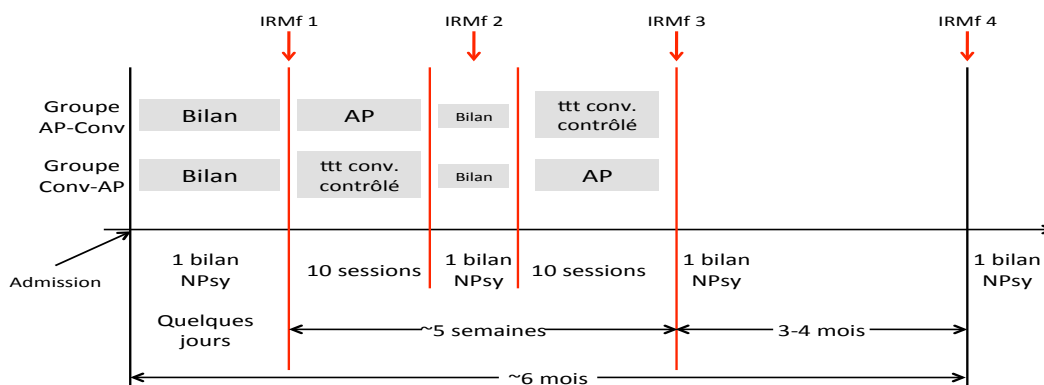 IRMf 1
IRMf 2
IRMf 3
IRMf 4
Groupe
AP-Conv
Bilan
AP
Bilan
ttt conv.
contrôlé
Groupe
Conv-AP
Bilan
ttt conv.
contrôlé
Bilan
AP
Admission
1 bilan
NPsy
10 sessions
1 bilan
NPsy
10 sessions
1 bilan
NPsy
1 bilan
NPsy
Quelques
jours
~5 semaines
3-4 mois
~6 mois